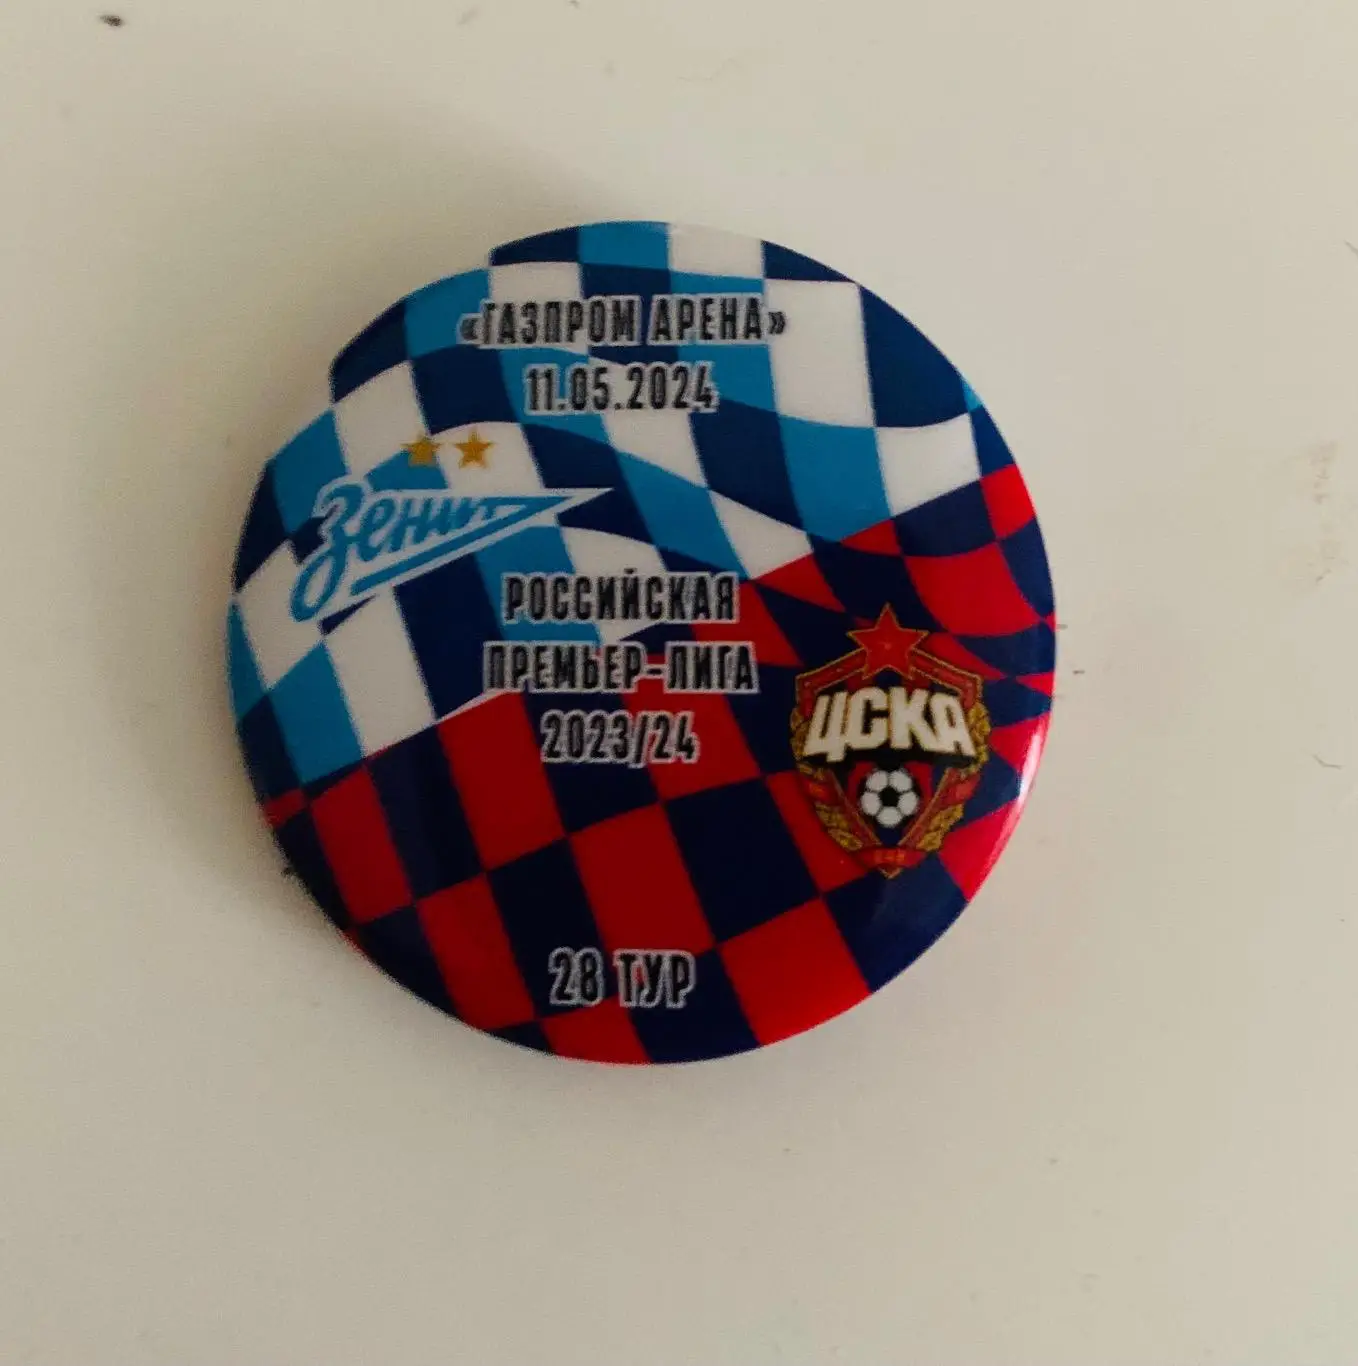 «ГАЗПРОМ АРЕНА»
11.05.2024
Зенит
РОССИЙСКАЯ
ПРЕМЬЕР-ЛИГА
2023/24
ЦСКА
28 ТУР